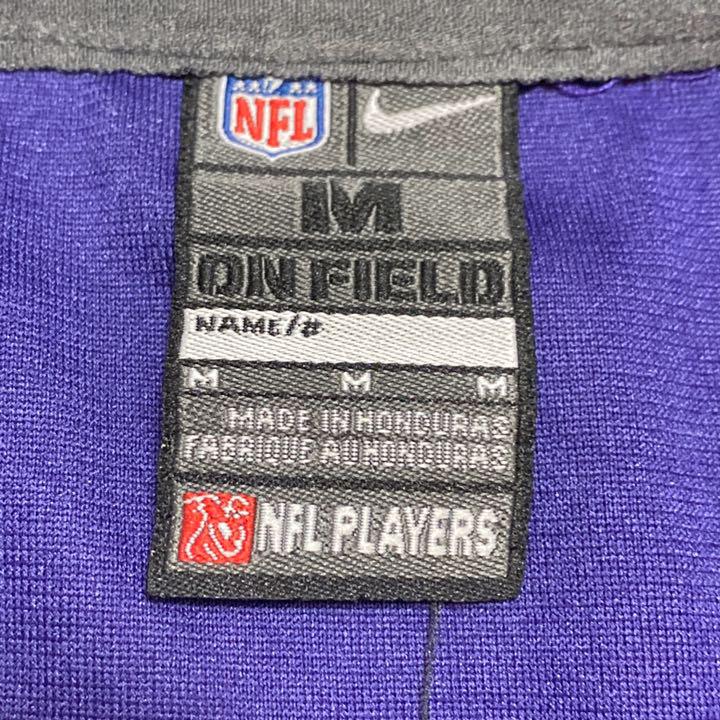 NFL
M
ON FIELD
NAME/#
M M M
MADE IN HONDURAS
FABRIQUE AU HONDURAS
NFL PLAYERS